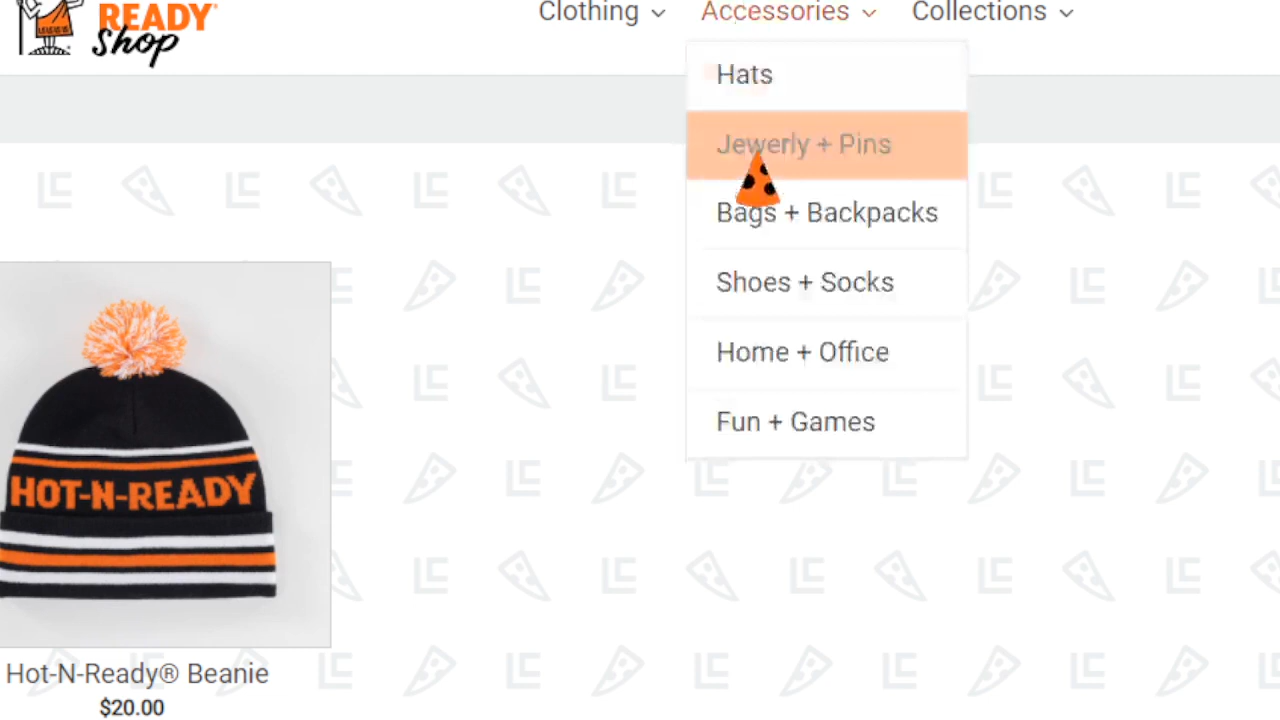 READY®
Shop
Clothing
Accessories
Collections
Hats
Jewerly + Pins
Bags + Backpacks
Shoes + Socks
Home + Office
Fun + Games
HOT-N-READY
Hot-N-Ready® Beanie
$20.00